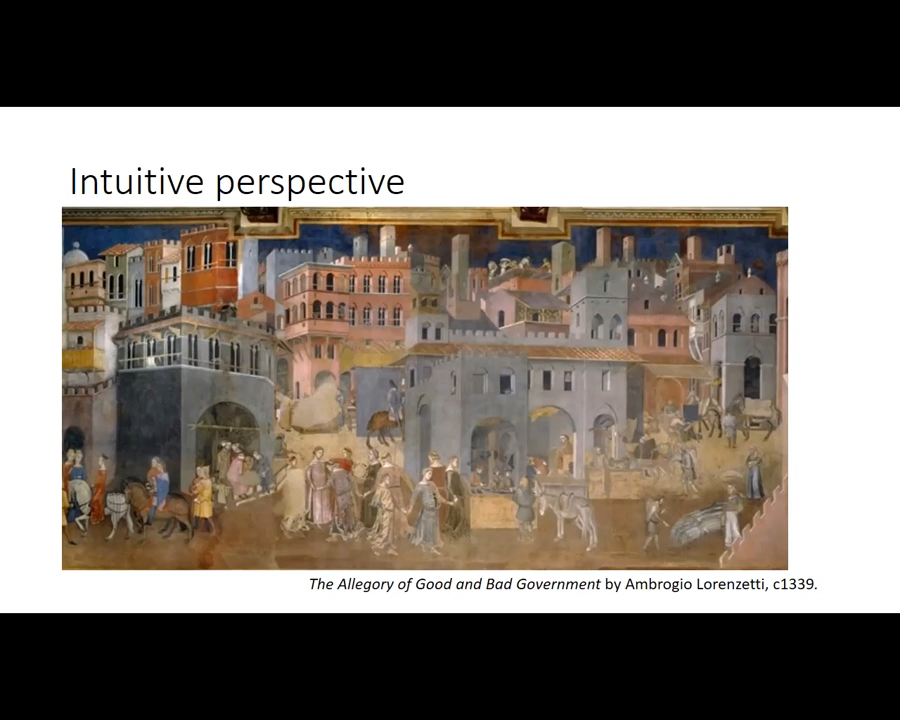 Intuitive perspective
The Allegory of Good and Bad Government by Ambrogio Lorenzetti, c1339.